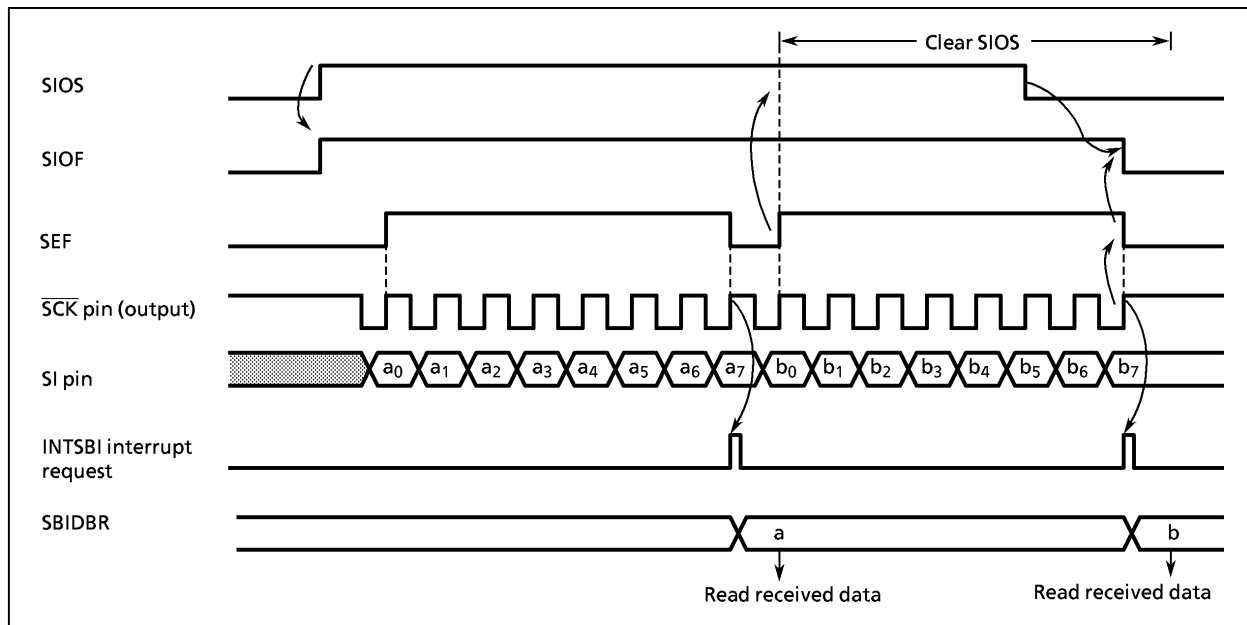 Clear SIOS
SIOS
SIOF
SEF
SCK pin (output)
SI pin
a0 a1 a2 a3 a4 a5 a6 a7 b0 b1 b2 b3 b4 b5 b6 b7
INTSBI interrupt
request
SBIDBR
a
b
Read received data
Read received data